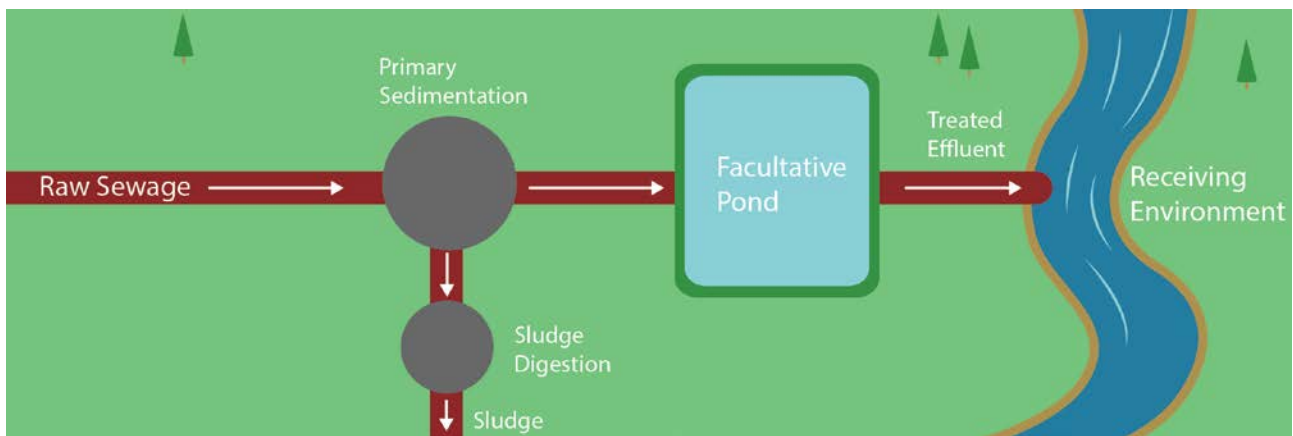 Primary
Sedimentation
Raw Sewage
Facultative
Pond
Treated
Effluent
Receiving
Environment
Sludge
Digestion
Sludge